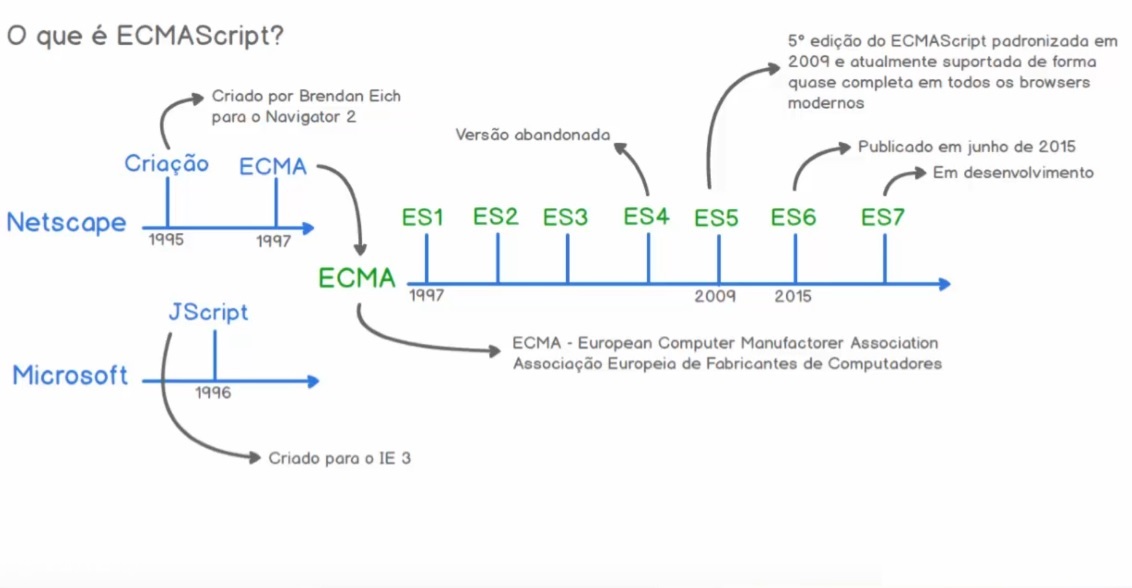 O que é ECMAScript?
5ª edição do ECMAScript padronizada em
2009 e atualmente suportada de forma
quase completa em todos os browsers
modernos
Criado por Brendan Eich
para o Navigator 2
Versão abandonada
Publicado em junho de 2015
Em desenvolvimento
Criação
ECMA
Netscape
1995
1997
ES1
ES2
ES3
ES4
ES5
ES6
ES7
ECMA
1997
2009
2015
JScript
Microsoft
1996
ECMA - European Computer Manufactorer Association
Associação Europeia de Fabricantes de Computadores
Criado para o IE 3